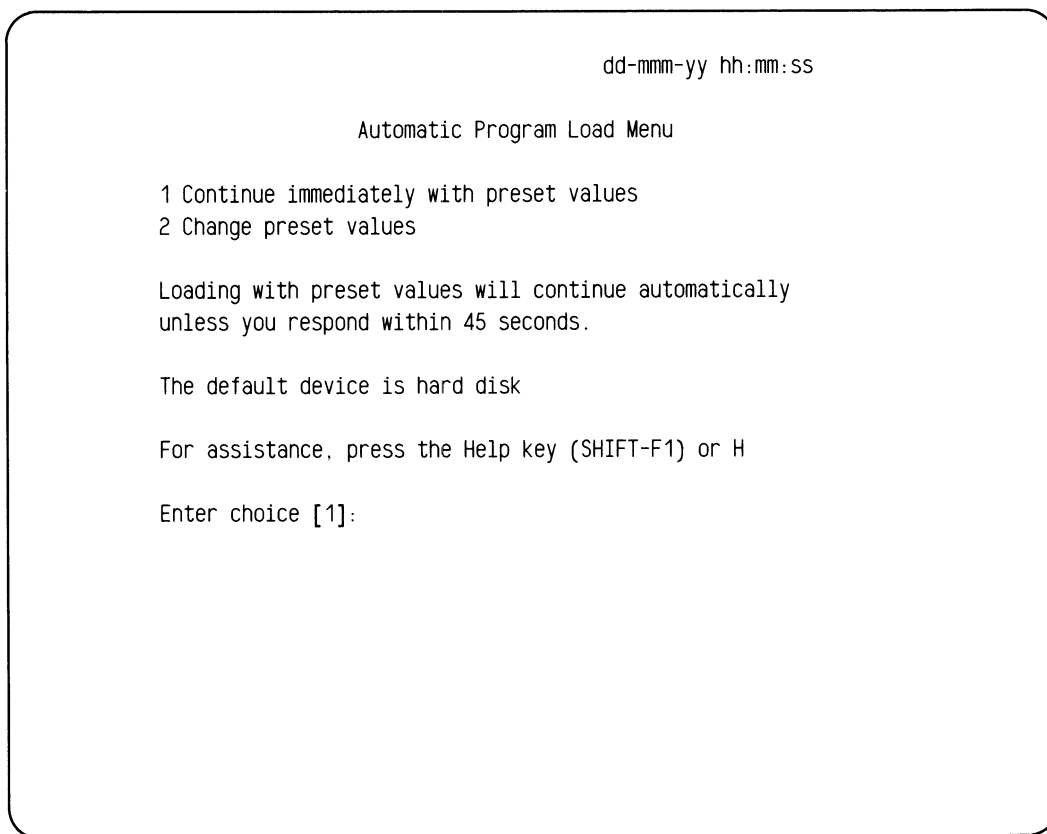 dd-mmm-yy hh:mm:ss
Automatic Program Load Menu
1 Continue immediately with preset values
2 Change preset values
Loading with preset values will continue automatically
unless you respond within 45 seconds.
The default device is hard disk
For assistance, press the Help key (SHIFT-F1) or H
Enter choice [1]: